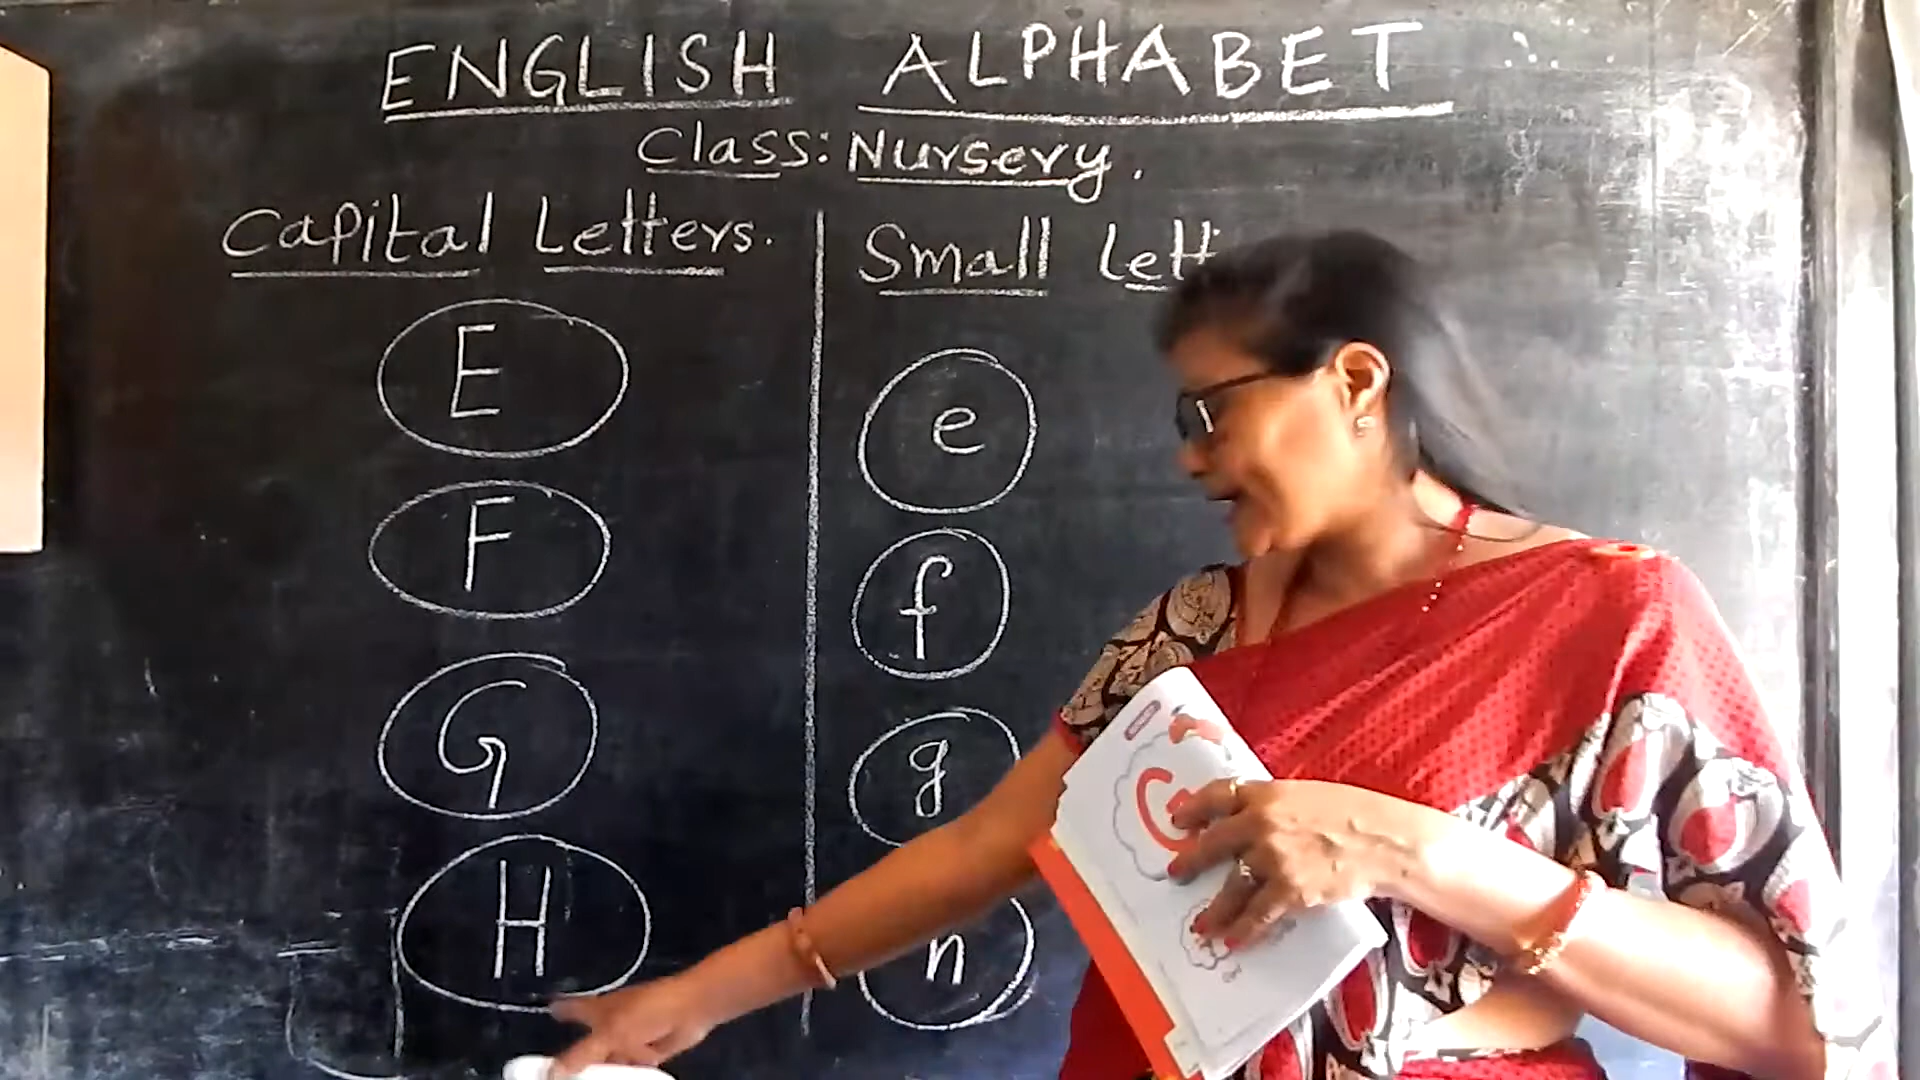 ENGLISH ALPHABET
Class: Nursery.
Capital Letters.
Small
E
e
F
f
G
g
H
G